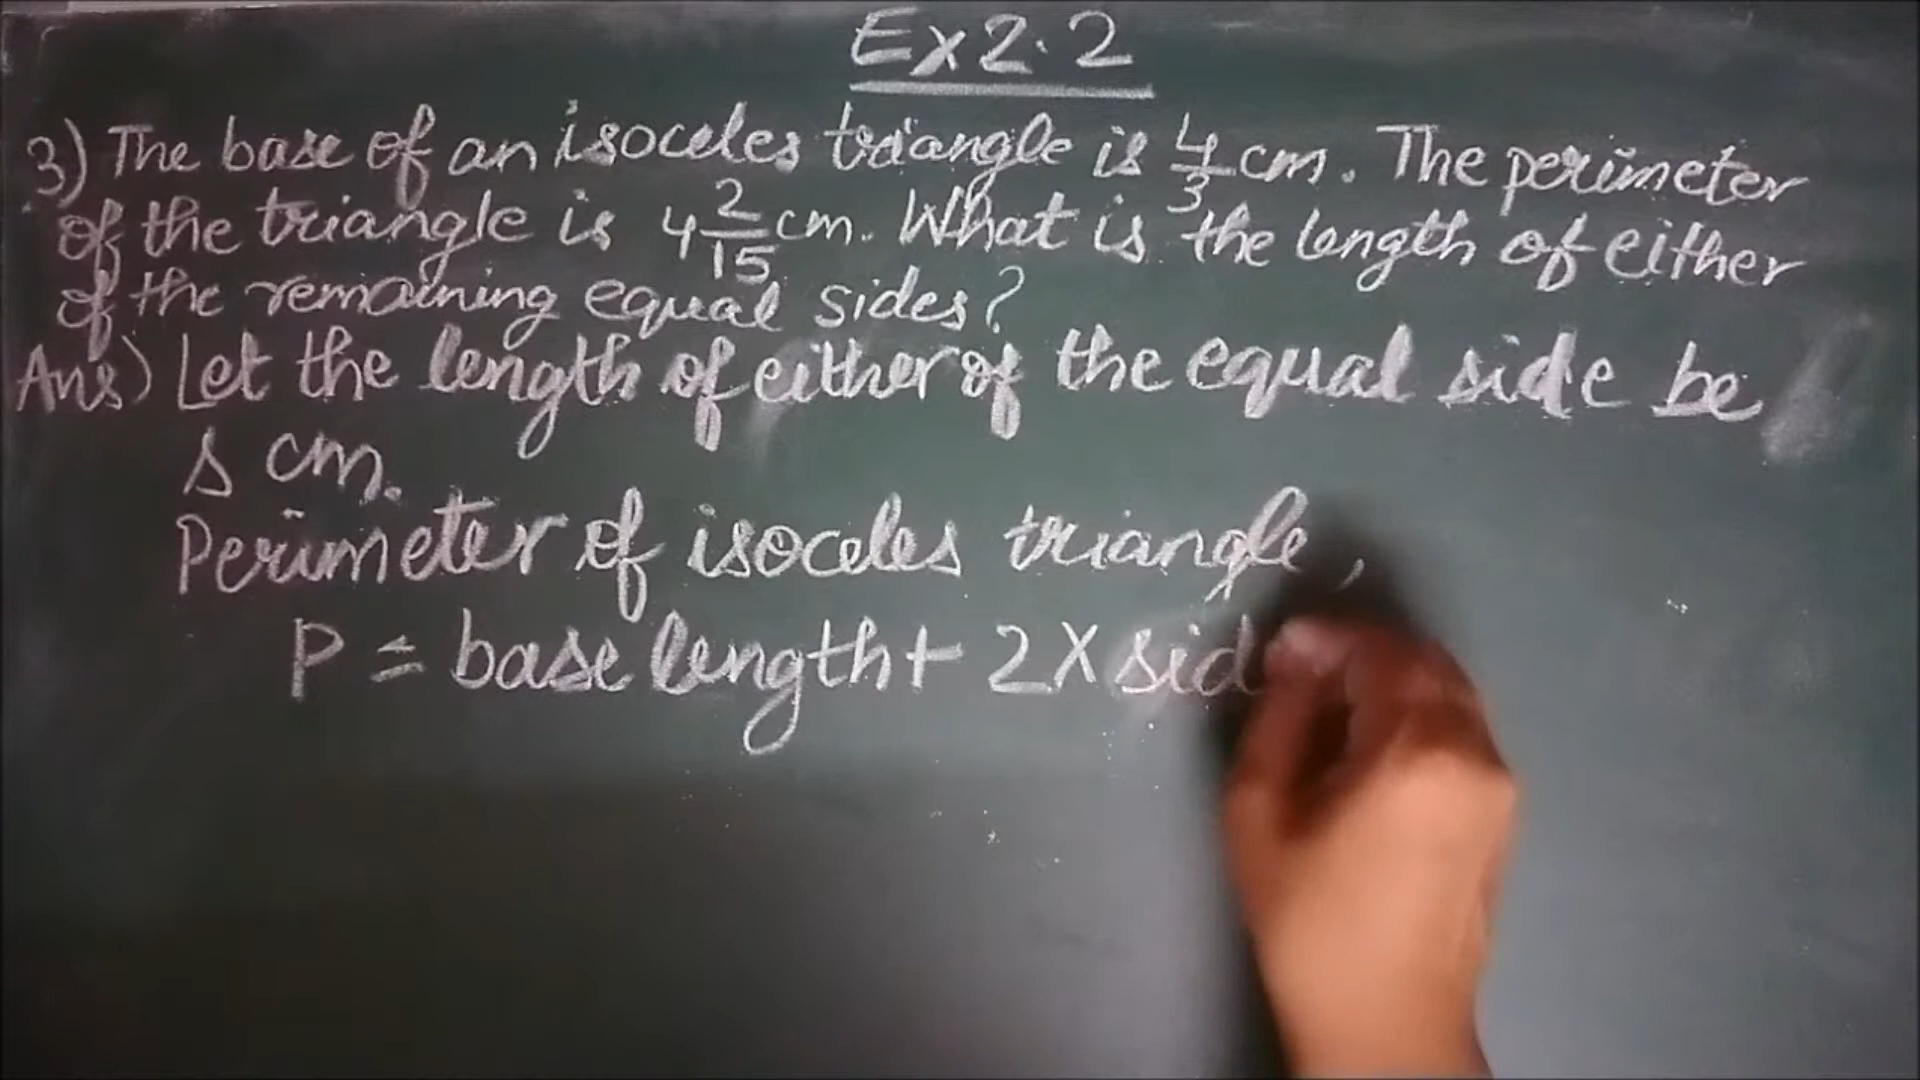 Ex 2.2
3) The base of an isoceles triangle is 4/3 cm. The perimeter
of the triangle is 4 2/15 cm. What is the length of either
of the remaining equal sides?
Ans) Let the length of either of the equal side be
s cm.
Perimeter of isoceles triangle,
P = base length + 2 X sid